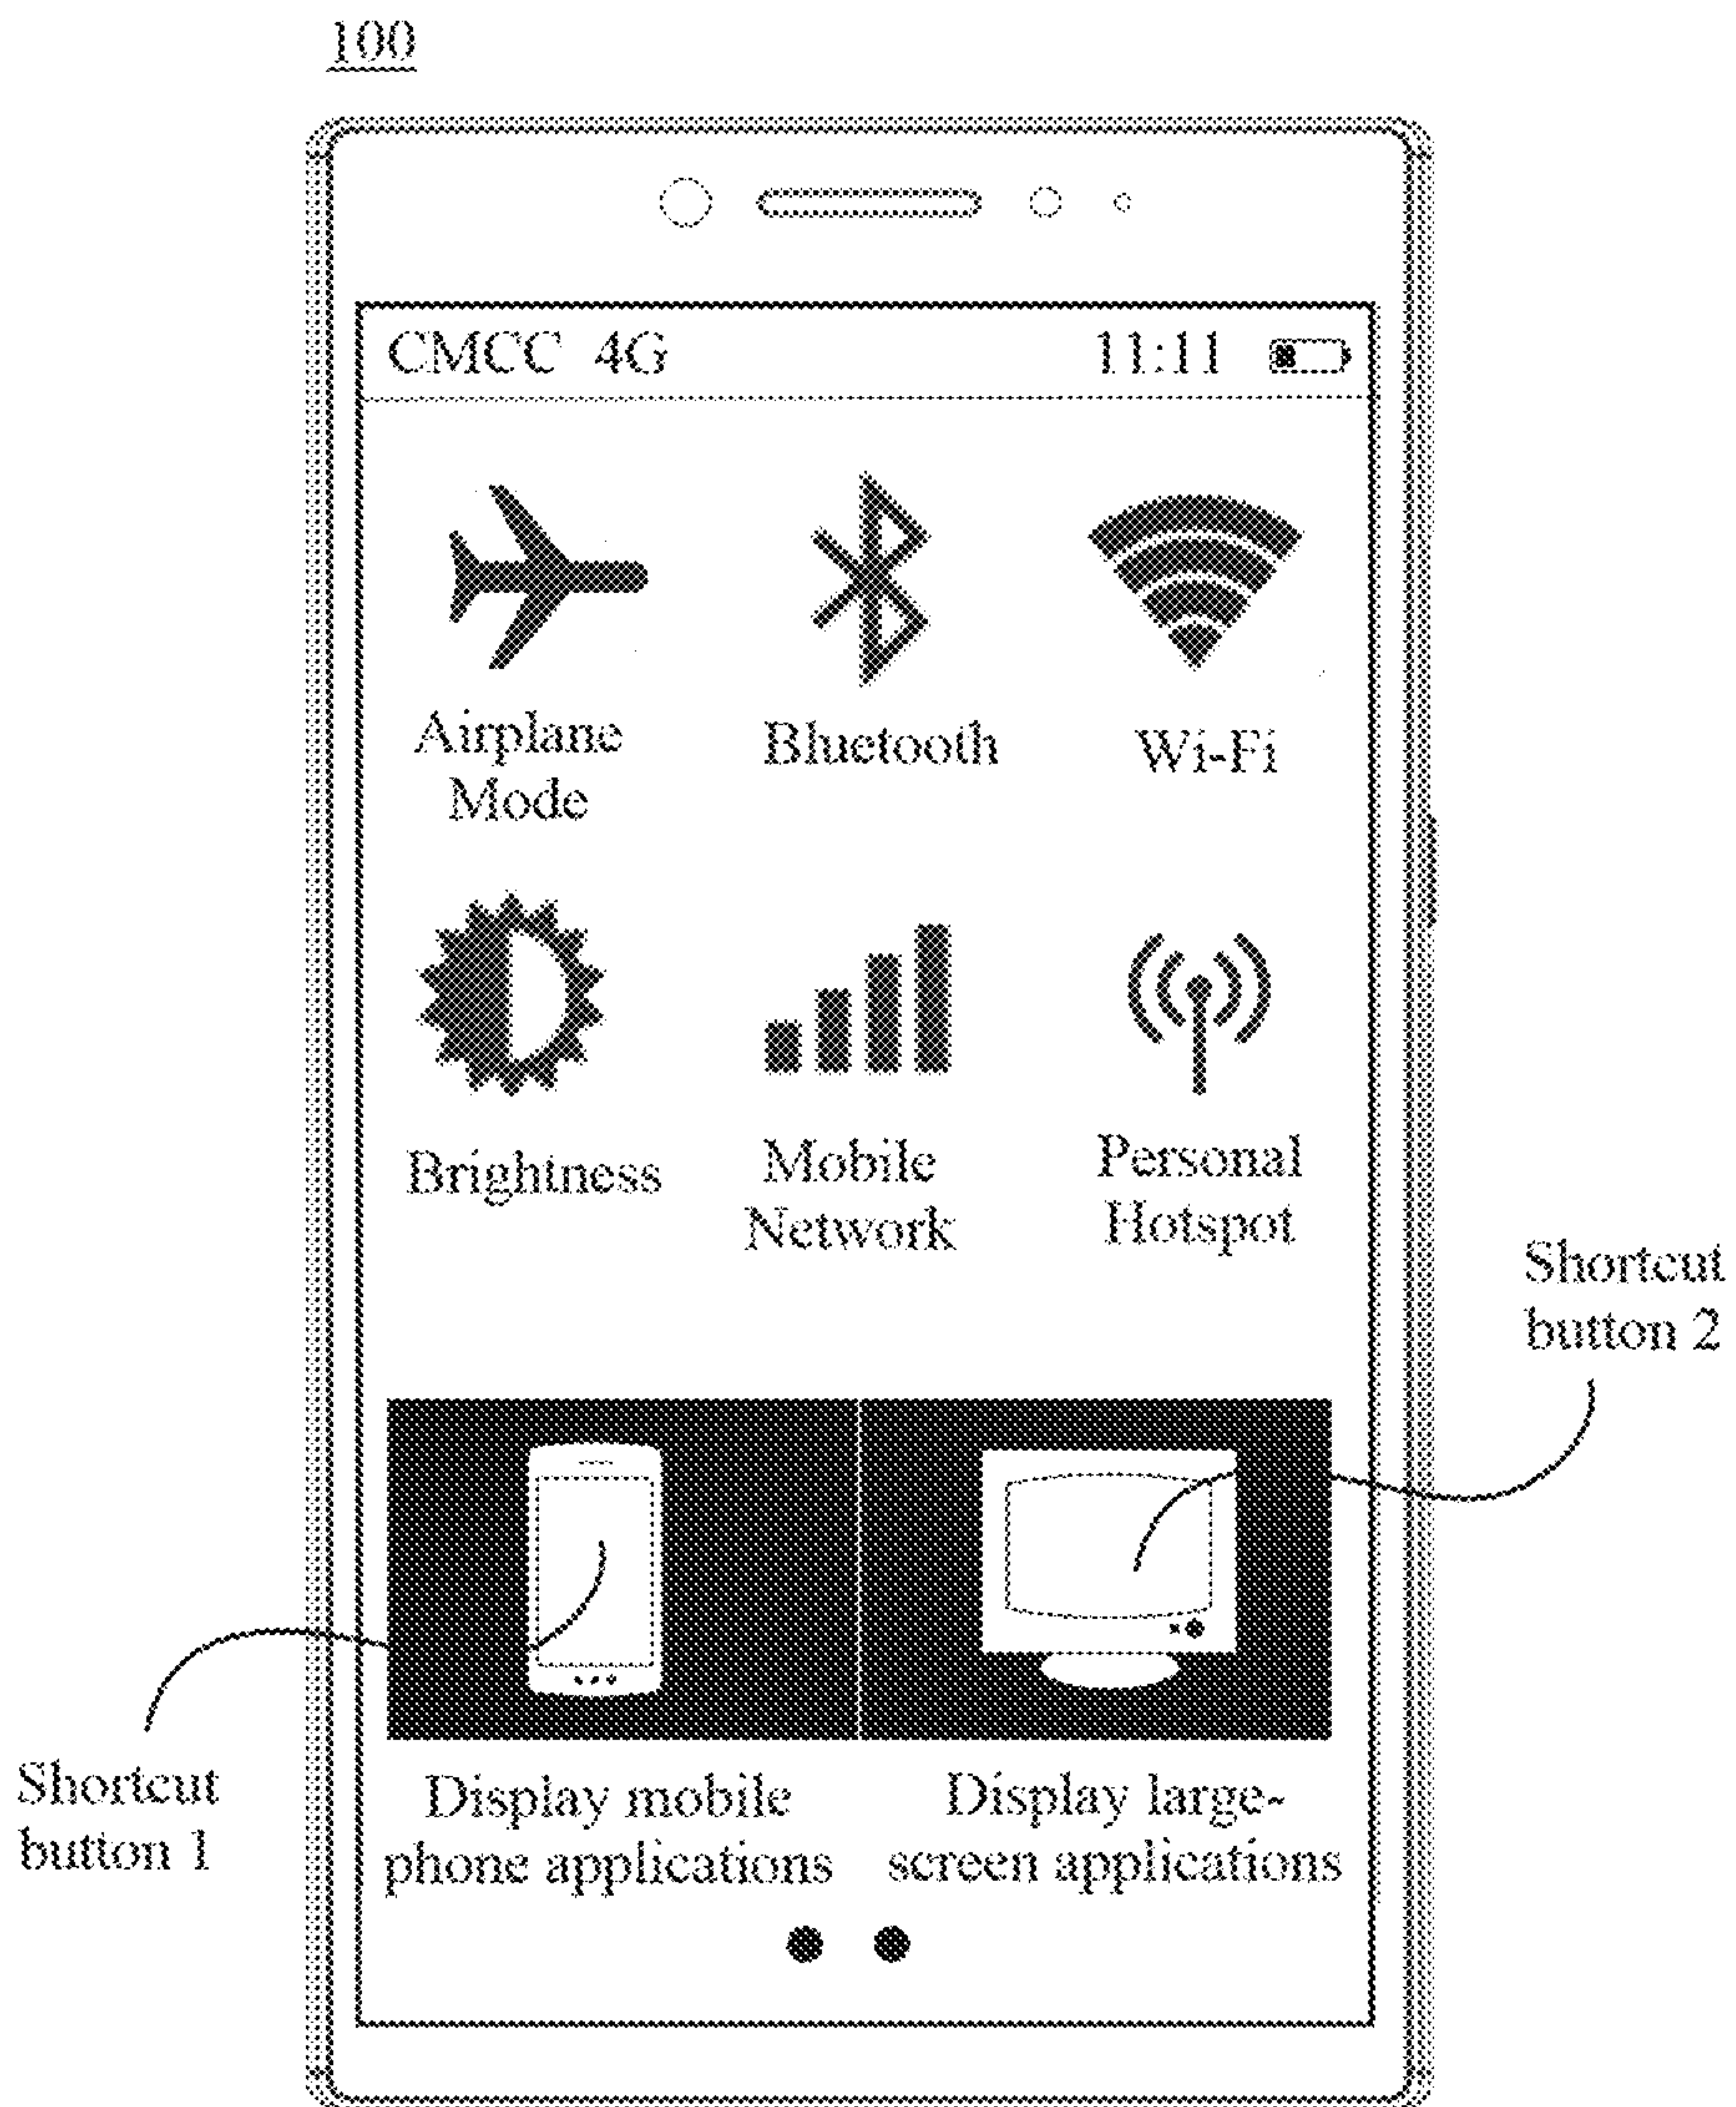 100
CMCC 4G 11:11
Airplane
Mode
Bluetooth
Wi-Fi
Brightness
Mobile
Network
Personal
Hotspot
Shortcut
button 2
Shortcut
button 1
Display mobile
phone applications
Display large-
screen applications